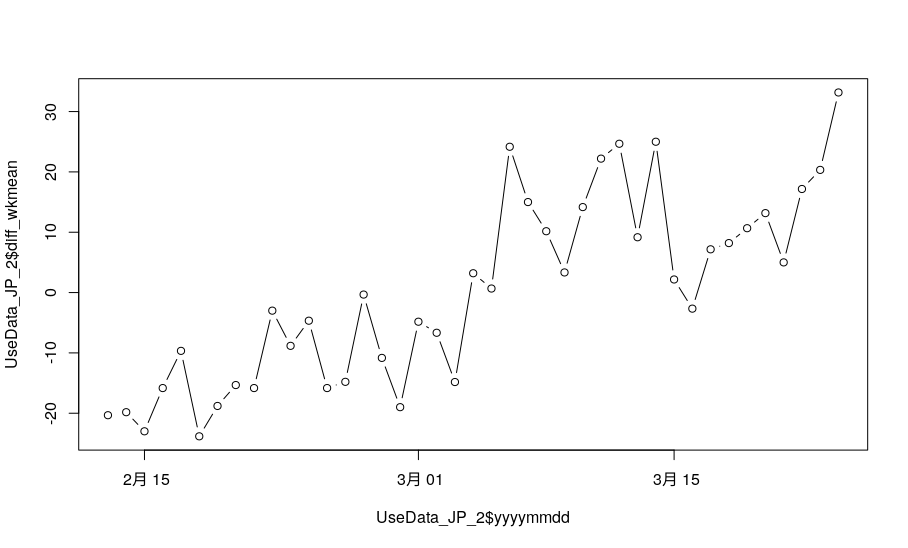 UseData_JP_2$diff_wkmean
30
20
10
0
-10
-20
2月 15
3月 01
3月 15
UseData_JP_2$yyyymmdd